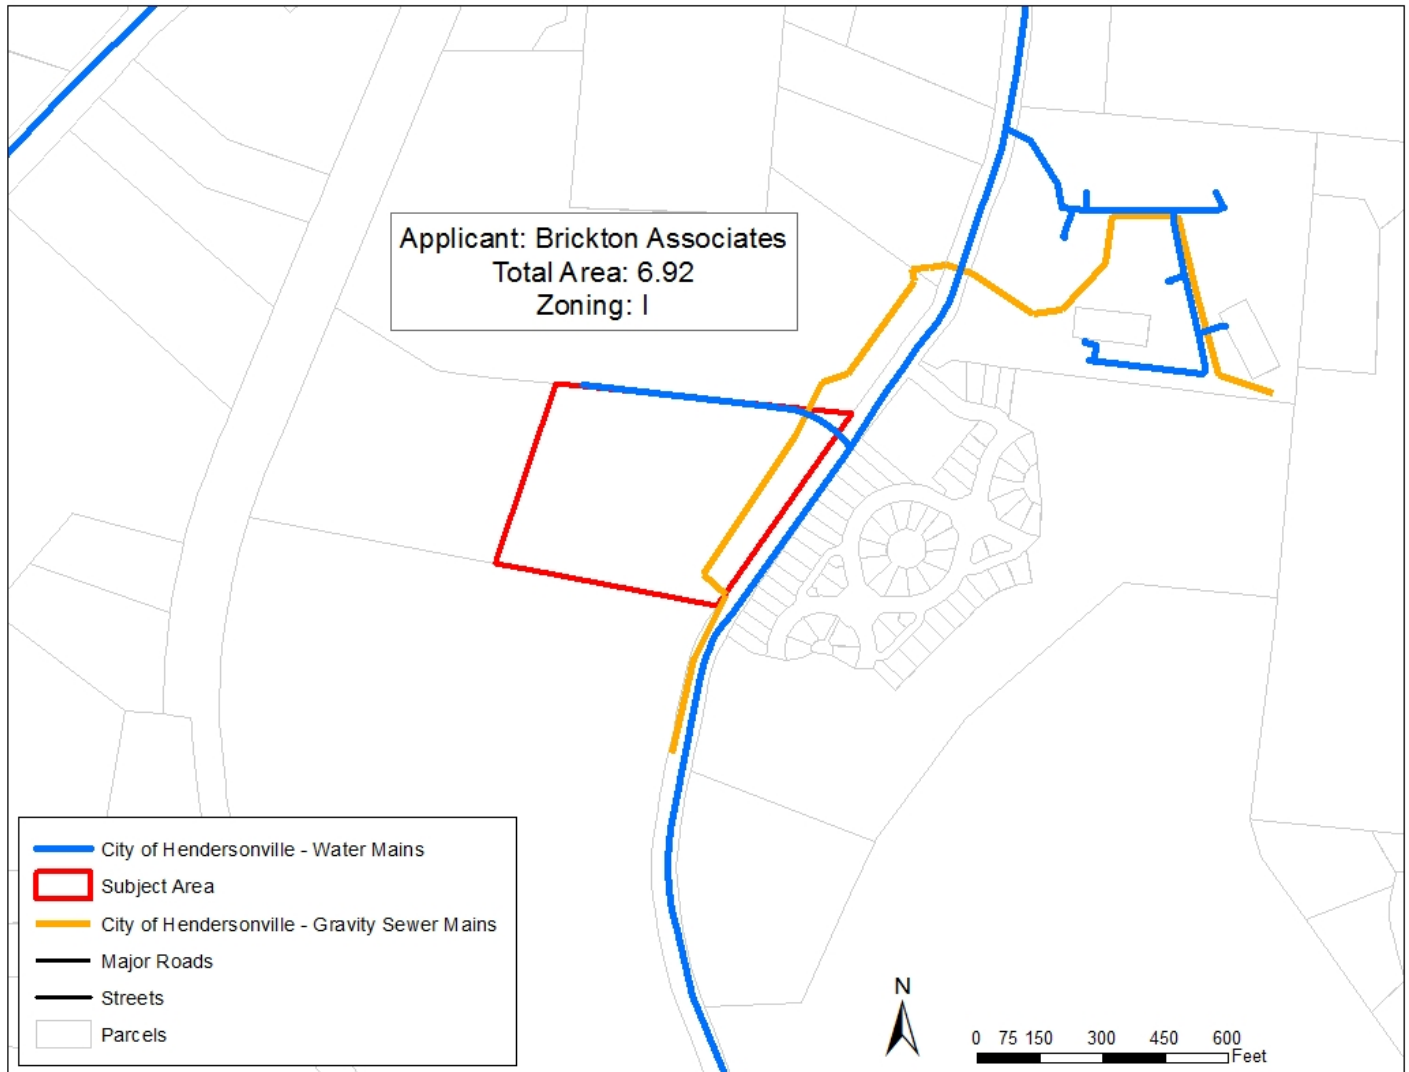 Applicant: Brickton Associates
Total Area: 6.92
Zoning: I
City of Hendersonville - Water Mains
Subject Area
City of Hendersonville - Gravity Sewer Mains
Major Roads
Streets
Parcels
N
0 75 150 300 450 600
Feet